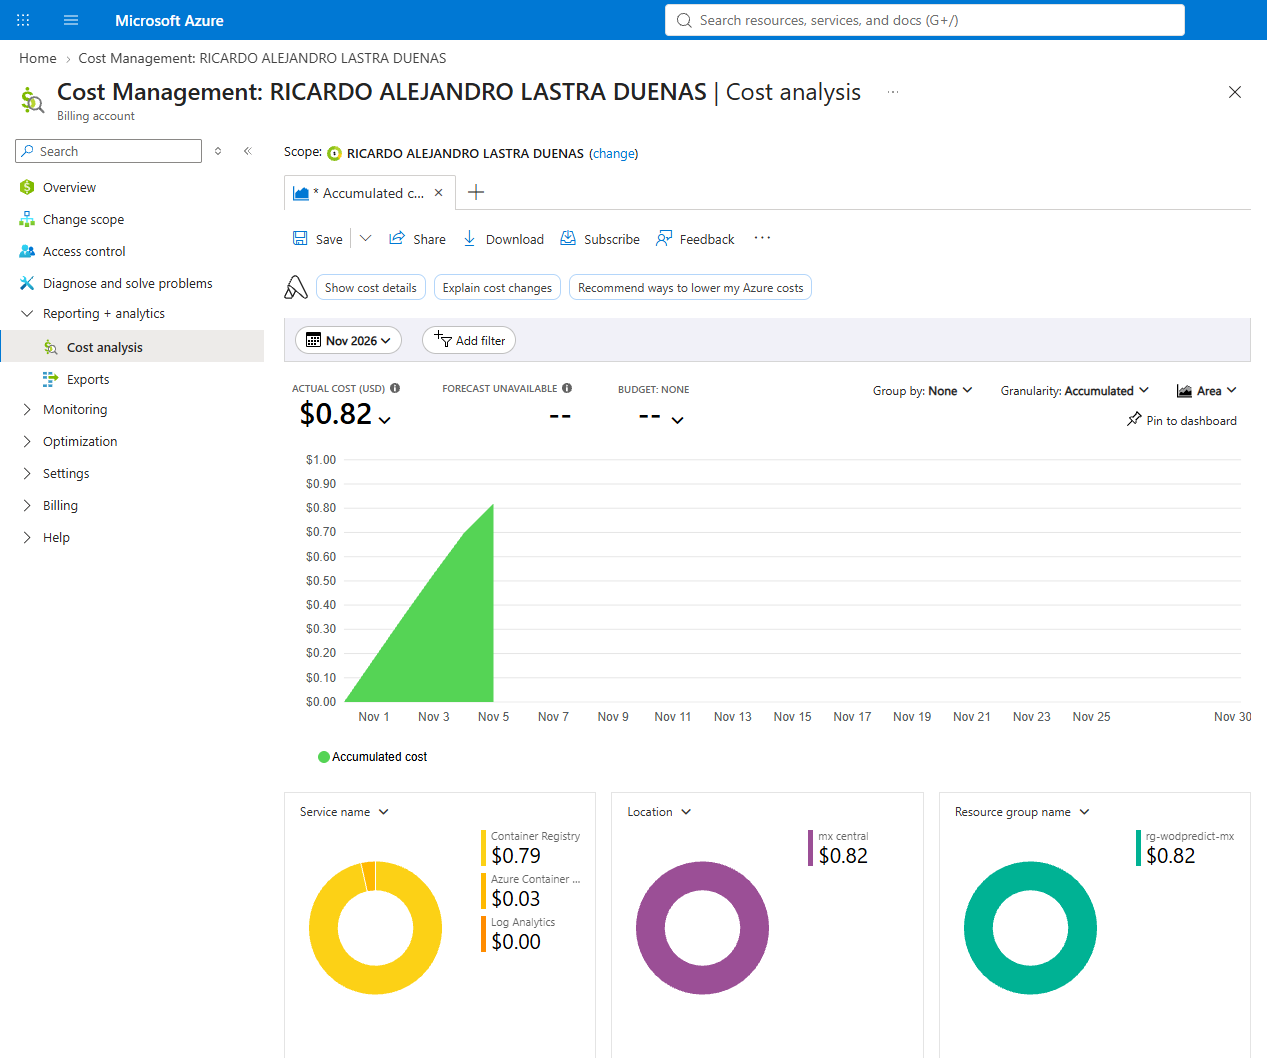 Microsoft Azure
Search resources, services, and docs (G+/)
Home > Cost Management: RICARDO ALEJANDRO LASTRA DUENAS
Cost Management: RICARDO ALEJANDRO LASTRA DUENAS | Cost analysis ...
Billing account
Search
Overview
Change scope
Access control
Diagnose and solve problems
Reporting + analytics
Cost analysis
Exports
Monitoring
Optimization
Settings
Billing
Help
Scope: RICARDO ALEJANDRO LASTRA DUENAS (change)
* Accumulated c...
Save Share Download Subscribe Feedback ...
Show cost details Explain cost changes Recommend ways to lower my Azure costs
Nov 2026 Add filter
ACTUAL COST (USD) FORECAST UNAVAILABLE BUDGET: NONE
$0.82 -- --
Group by: None Granularity: Accumulated Area
Pin to dashboard
$1.00
$0.90
$0.80
$0.70
$0.60
$0.50
$0.40
$0.30
$0.20
$0.10
$0.00
Nov 1 Nov 3 Nov 5 Nov 7 Nov 9 Nov 11 Nov 13 Nov 15 Nov 17 Nov 19 Nov 21 Nov 23 Nov 25 Nov 30
Accumulated cost
Service name
Container Registry
$0.79
Azure Container ...
$0.03
Log Analytics
$0.00
Location
mx central
$0.82
Resource group name
rg-wodpredict-mx
$0.82